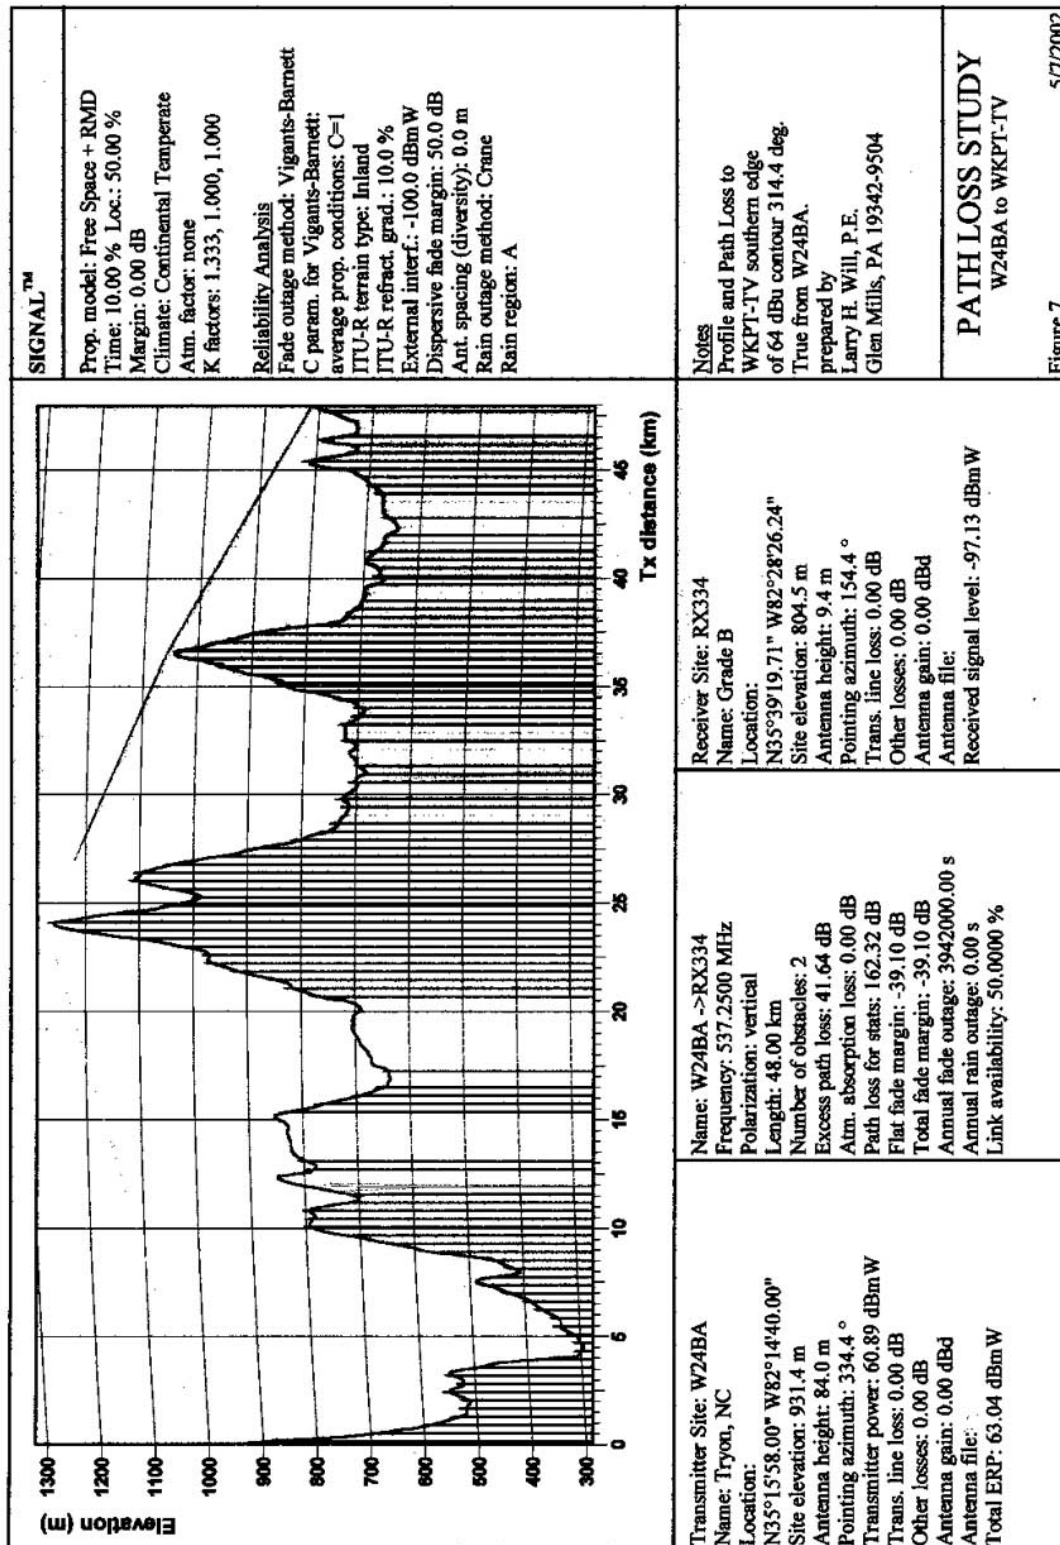 1300
1200
1100
1000
900
800
700
600
500
400
300
Elevation (m)
0
5
10
15
20
25
30
35
40
45
Tx distance (km)
SIGNAL™
Prop. model: Free Space + RMD
Time: 10.00 % Loc.: 50.00 %
Margin: 0.00 dB
Climate: Continental Temperate
Atm. factor: none
K factors: 1.333, 1.000, 1.000
Reliability Analysis
Fade outage method: Vigants-Barnett
C param. for Vigants-Barnett:
average prop. conditions: C=1
ITU-R terrain type: Inland
ITU-R refract. grad.: 10.0 %
External interf.: -100.0 dBmW
Dispersive fade margin: 50.0 dB
Ant. spacing (diversity): 0.0 m
Rain outage method: Crane
Rain region: A
Transmitter Site: W24BA
Name: Tryon, NC
Location:
N35°15'58.00" W82°14'40.00"
Site elevation: 931.4 m
Antenna height: 84.0 m
Pointing azimuth: 334.4 °
Transmitter power: 60.89 dBmW
Trans. line loss: 0.00 dB
Other losses: 0.00 dB
Antenna gain: 0.00 dBd
Antenna file:
Total ERP: 63.04 dBmW
Name: W24BA ->RX334
Frequency: 537.2500 MHz
Polarization: vertical
Length: 48.00 km
Number of obstacles: 2
Excess path loss: 41.64 dB
Atm. absorption loss: 0.00 dB
Path loss for stats: 162.32 dB
Flat fade margin: -39.10 dB
Total fade margin: -39.10 dB
Annual fade outage: 3942000.00 s
Annual rain outage: 0.00 s
Link availability: 50.0000 %
Receiver Site: RX334
Name: Grade B
Location:
N35°39'19.71" W82°28'26.24"
Site elevation: 804.5 m
Antenna height: 9.4 m
Pointing azimuth: 154.4 °
Trans. line loss: 0.00 dB
Other losses: 0.00 dB
Antenna gain: 0.00 dBd
Antenna file:
Received signal level: -97.13 dBmW
Notes
Profile and Path Loss to
WKPT-TV southern edge
of 64 dBu contour 314.4 deg.
True from W24BA.
prepared by
Larry H. Will, P.E.
Glen Mills, PA 19342-9504
PATH LOSS STUDY
W24BA to WKPT-TV
Figure 7 5/7/2002